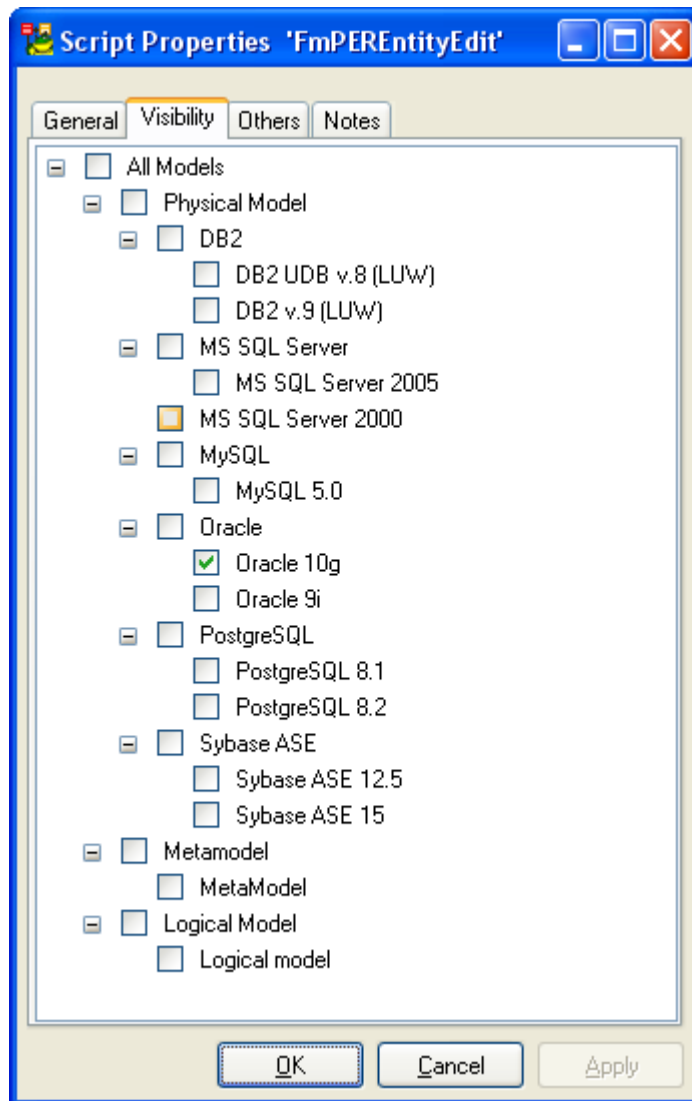 Script Properties 'FmPEREntityEdit'
General Visibility Others Notes
All Models
Physical Model
DB2
DB2 UDB v.8 (LUW)
DB2 v.9 (LUW)
MS SQL Server
MS SQL Server 2005
MS SQL Server 2000
MySQL
MySQL 5.0
Oracle
Oracle 10g
Oracle 9i
PostgreSQL
PostgreSQL 8.1
PostgreSQL 8.2
Sybase ASE
Sybase ASE 12.5
Sybase ASE 15
Metamodel
MetaModel
Logical Model
Logical model
OK Cancel Apply